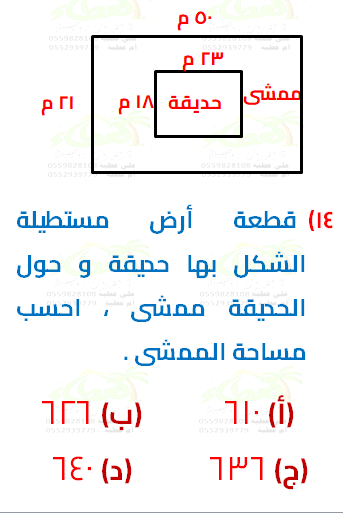 ٥٠ م
٢٣ م
ممشى
حديقة
١٨ م
٢١ م
١٤) قطعة أرض مستطيلة
الشكل بها حديقة و حول
الحديقة ممشى ، احسب
مساحة الممشى .
(أ) ٦١٠ (ب) ٦٢٦
(ج) ٦٣٦ (د) ٦٤٠